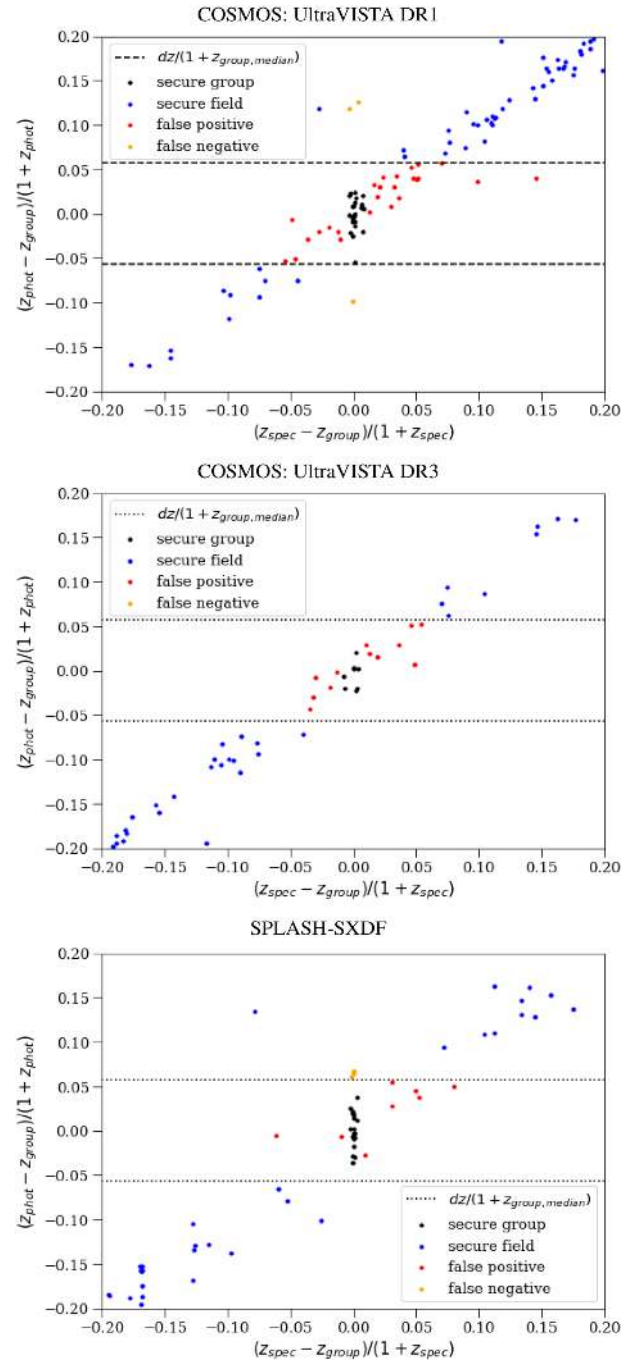 COSMOS: UltraVISTA DR1
dz/(1 + z_group,median)
secure group
secure field
false positive
false negative
(z_phot − z_group)/(1 + z_phot)
0.20
0.15
0.10
0.05
0.00
−0.05
−0.10
−0.15
−0.20
−0.20 −0.15 −0.10 −0.05 0.00 0.05 0.10 0.15 0.20
(z_spec − z_group)/(1 + z_spec)
COSMOS: UltraVISTA DR3
dz/(1 + z_group,median)
secure group
secure field
false positive
false negative
(z_phot − z_group)/(1 + z_phot)
0.20
0.15
0.10
0.05
0.00
−0.05
−0.10
−0.15
−0.20
−0.20 −0.15 −0.10 −0.05 0.00 0.05 0.10 0.15 0.20
(z_spec − z_group)/(1 + z_spec)
SPLASH-SXDF
(z_phot − z_group)/(1 + z_phot)
0.20
0.15
0.10
0.05
0.00
−0.05
−0.10
−0.15
−0.20
dz/(1 + z_group,median)
secure group
secure field
false positive
false negative
−0.20 −0.15 −0.10 −0.05 0.00 0.05 0.10 0.15 0.20
(z_spec − z_group)/(1 + z_spec)